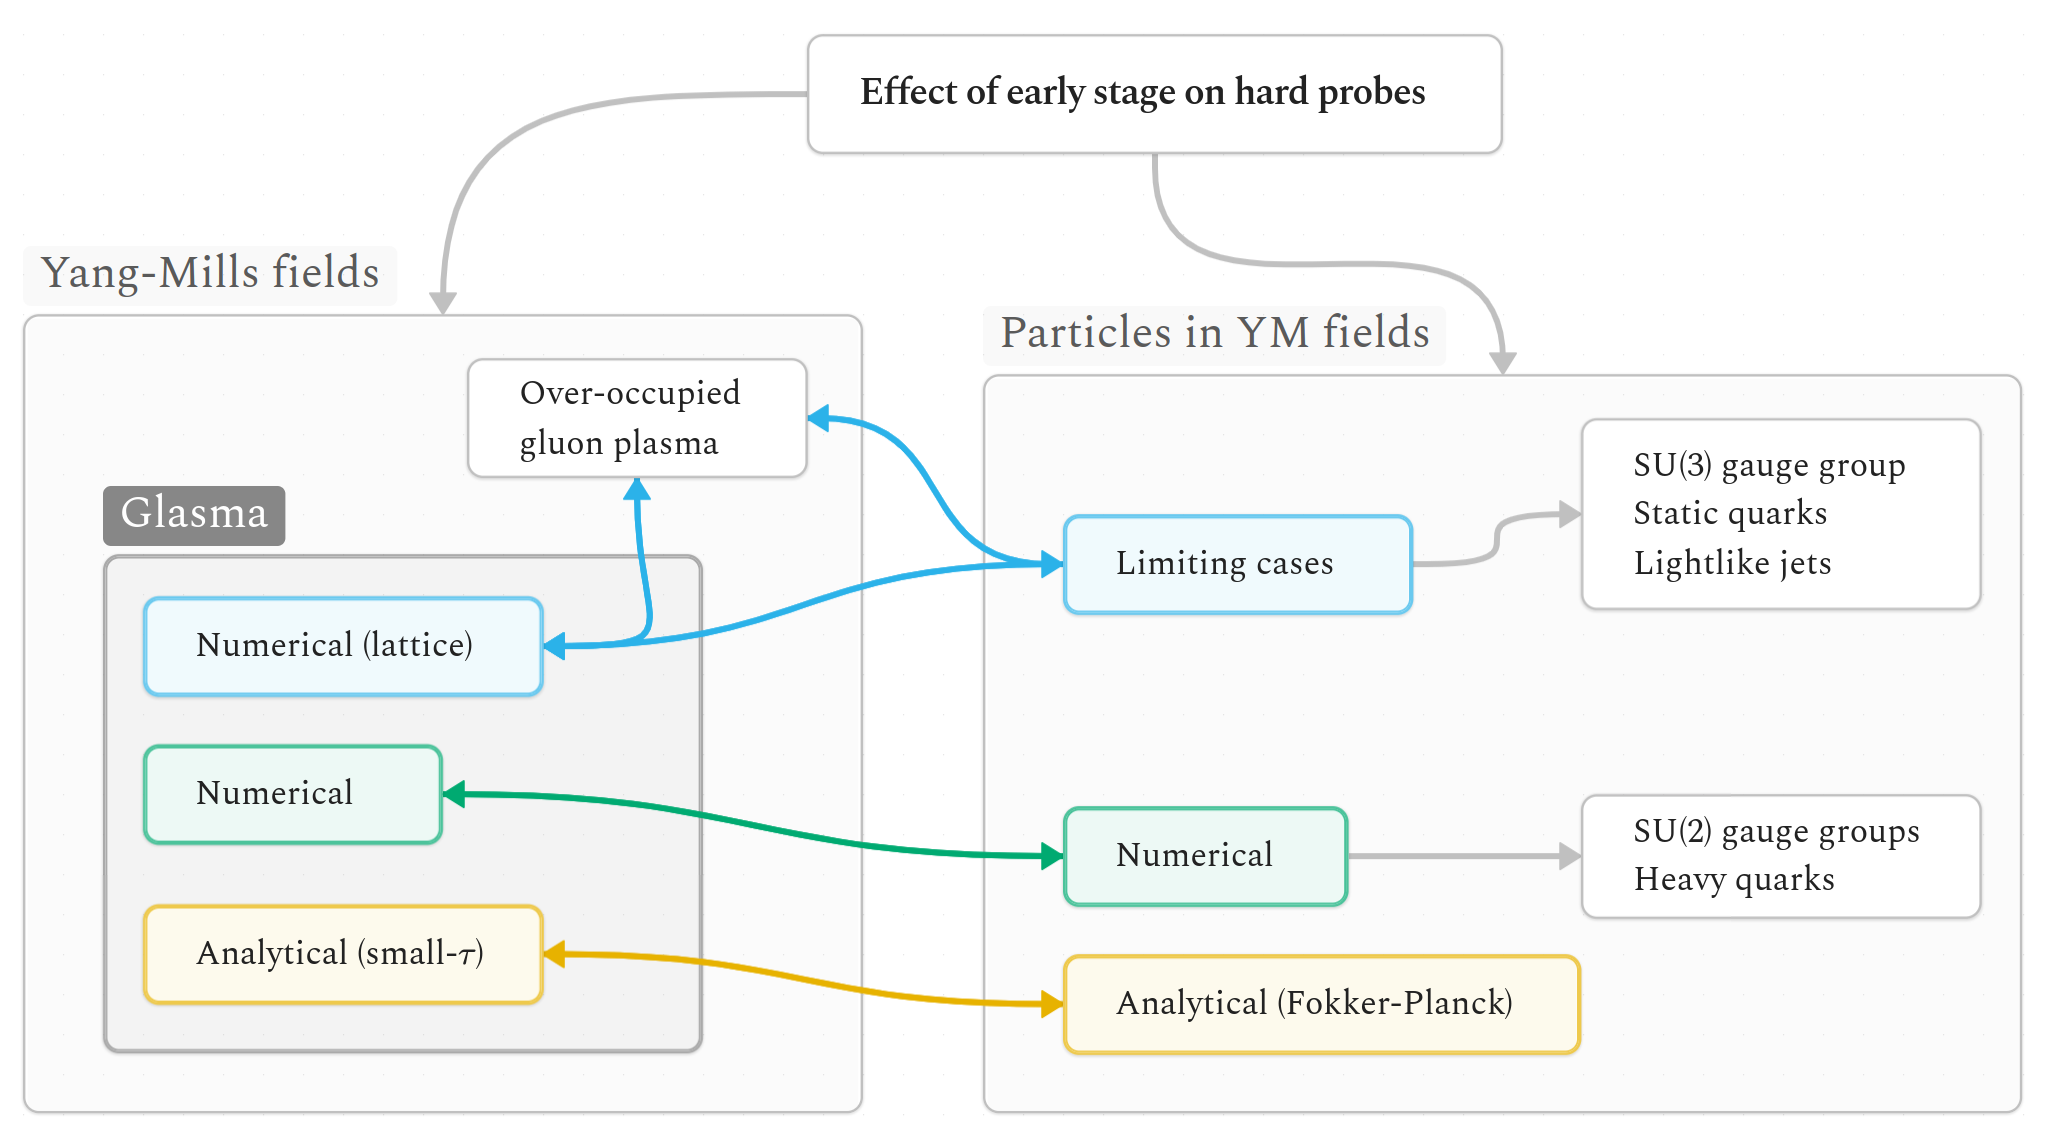 Effect of early stage on hard probes
Yang-Mills fields
Over-occupied
gluon plasma
Glasma
Numerical (lattice)
Numerical
Analytical (small-τ)
Particles in YM fields
Limiting cases
SU(3) gauge group
Static quarks
Lightlike jets
Numerical
SU(2) gauge groups
Heavy quarks
Analytical (Fokker-Planck)